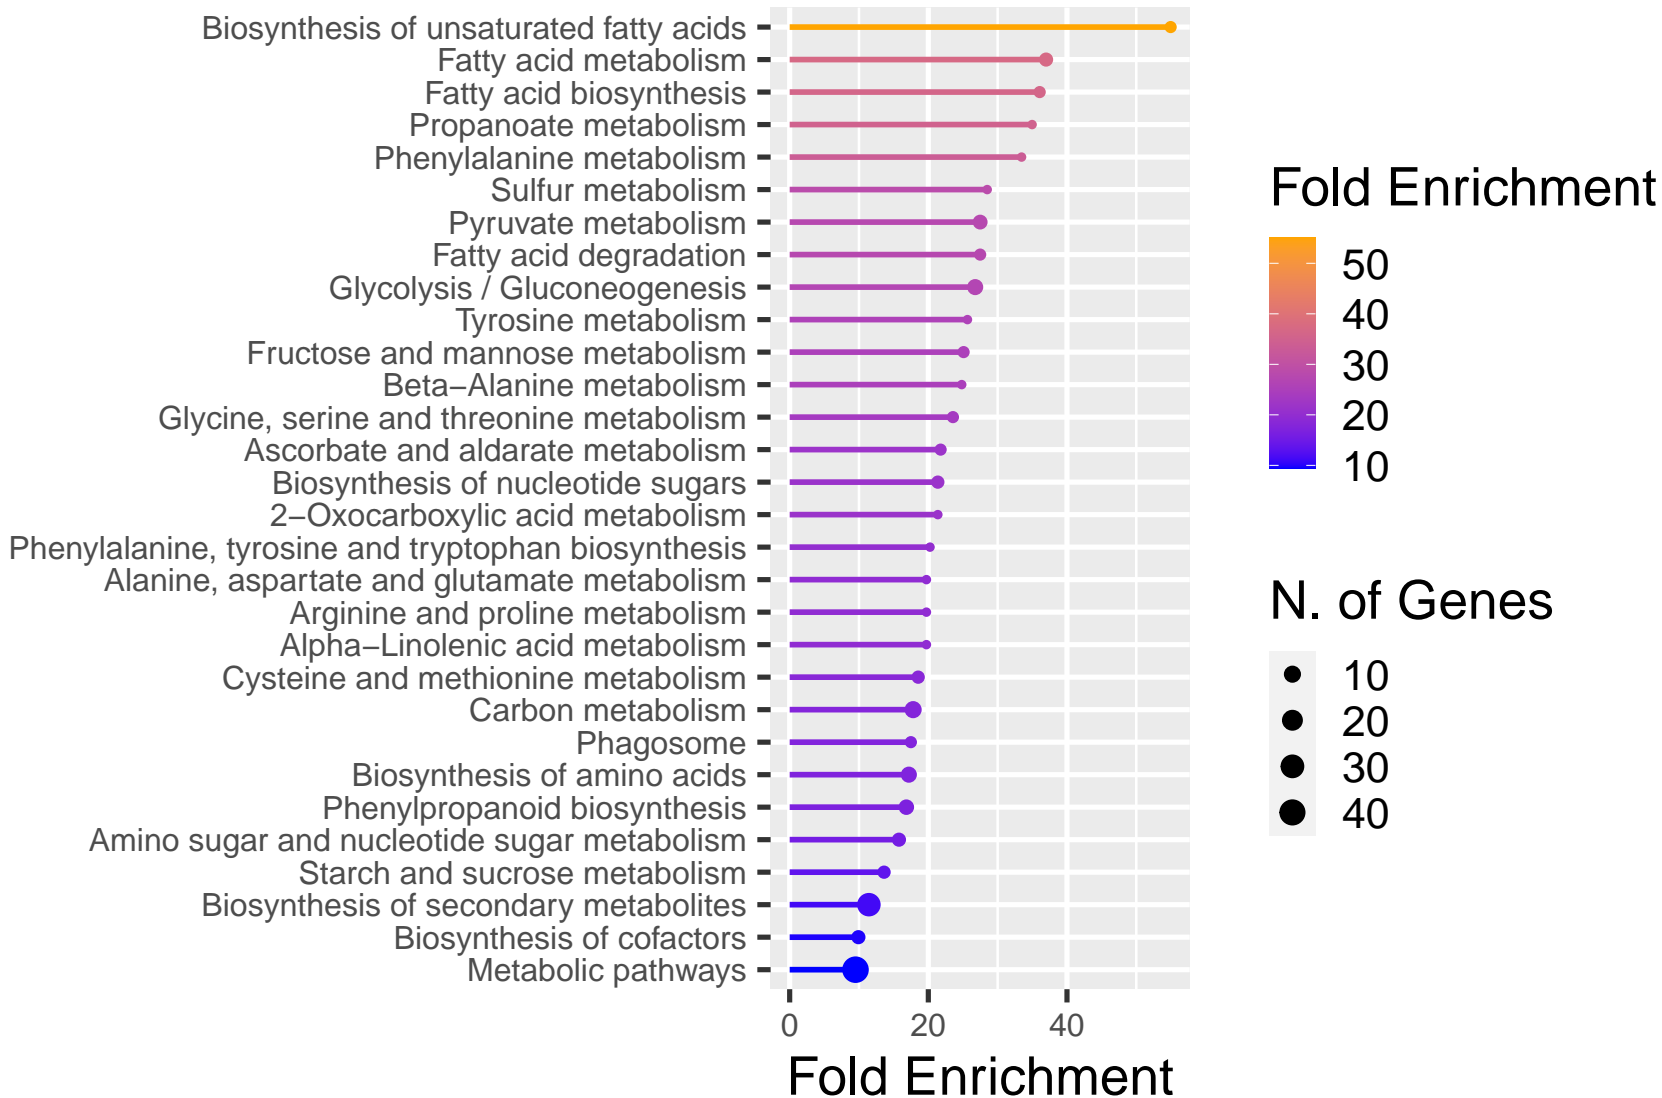 Biosynthesis of unsaturated fatty acids
Fatty acid metabolism
Fatty acid biosynthesis
Propanoate metabolism
Phenylalanine metabolism
Sulfur metabolism
Pyruvate metabolism
Fatty acid degradation
Glycolysis / Gluconeogenesis
Tyrosine metabolism
Fructose and mannose metabolism
Beta−Alanine metabolism
Glycine, serine and threonine metabolism
Ascorbate and aldarate metabolism
Biosynthesis of nucleotide sugars
2−Oxocarboxylic acid metabolism
Phenylalanine, tyrosine and tryptophan biosynthesis
Alanine, aspartate and glutamate metabolism
Arginine and proline metabolism
Alpha−Linolenic acid metabolism
Cysteine and methionine metabolism
Carbon metabolism
Phagosome
Biosynthesis of amino acids
Phenylpropanoid biosynthesis
Amino sugar and nucleotide sugar metabolism
Starch and sucrose metabolism
Biosynthesis of secondary metabolites
Biosynthesis of cofactors
Metabolic pathways
0 20 40
Fold Enrichment
Fold Enrichment
50
40
30
20
10
N. of Genes
10
20
30
40